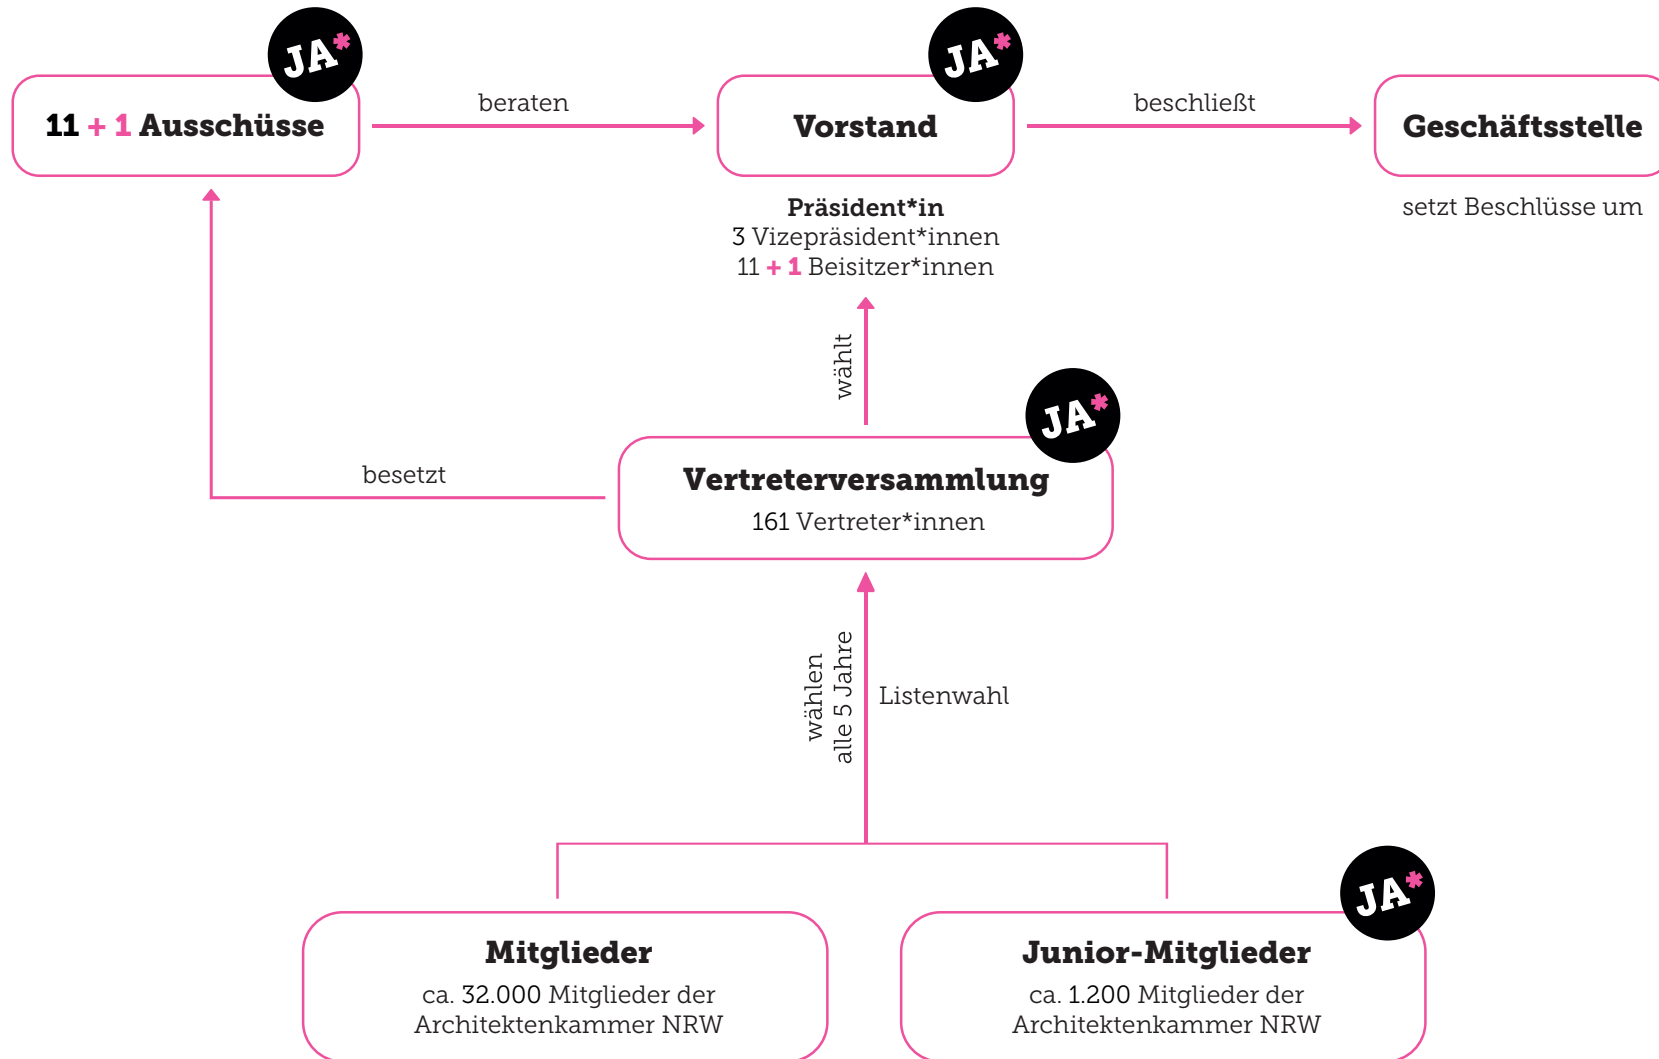 JA*
11 + 1 Ausschüsse
beraten
JA*
Vorstand
Präsident*in
3 Vizepräsident*innen
11 + 1 Beisitzer*innen
beschließt
Geschäftsstelle
setzt Beschlüsse um
wählt
besetzt
JA*
Vertreterversammlung
161 Vertreter*innen
wählen
alle 5 Jahre
Listenwahl
Mitglieder
ca. 32.000 Mitglieder der
Architektenkammer NRW
JA*
Junior-Mitglieder
ca. 1.200 Mitglieder der
Architektenkammer NRW